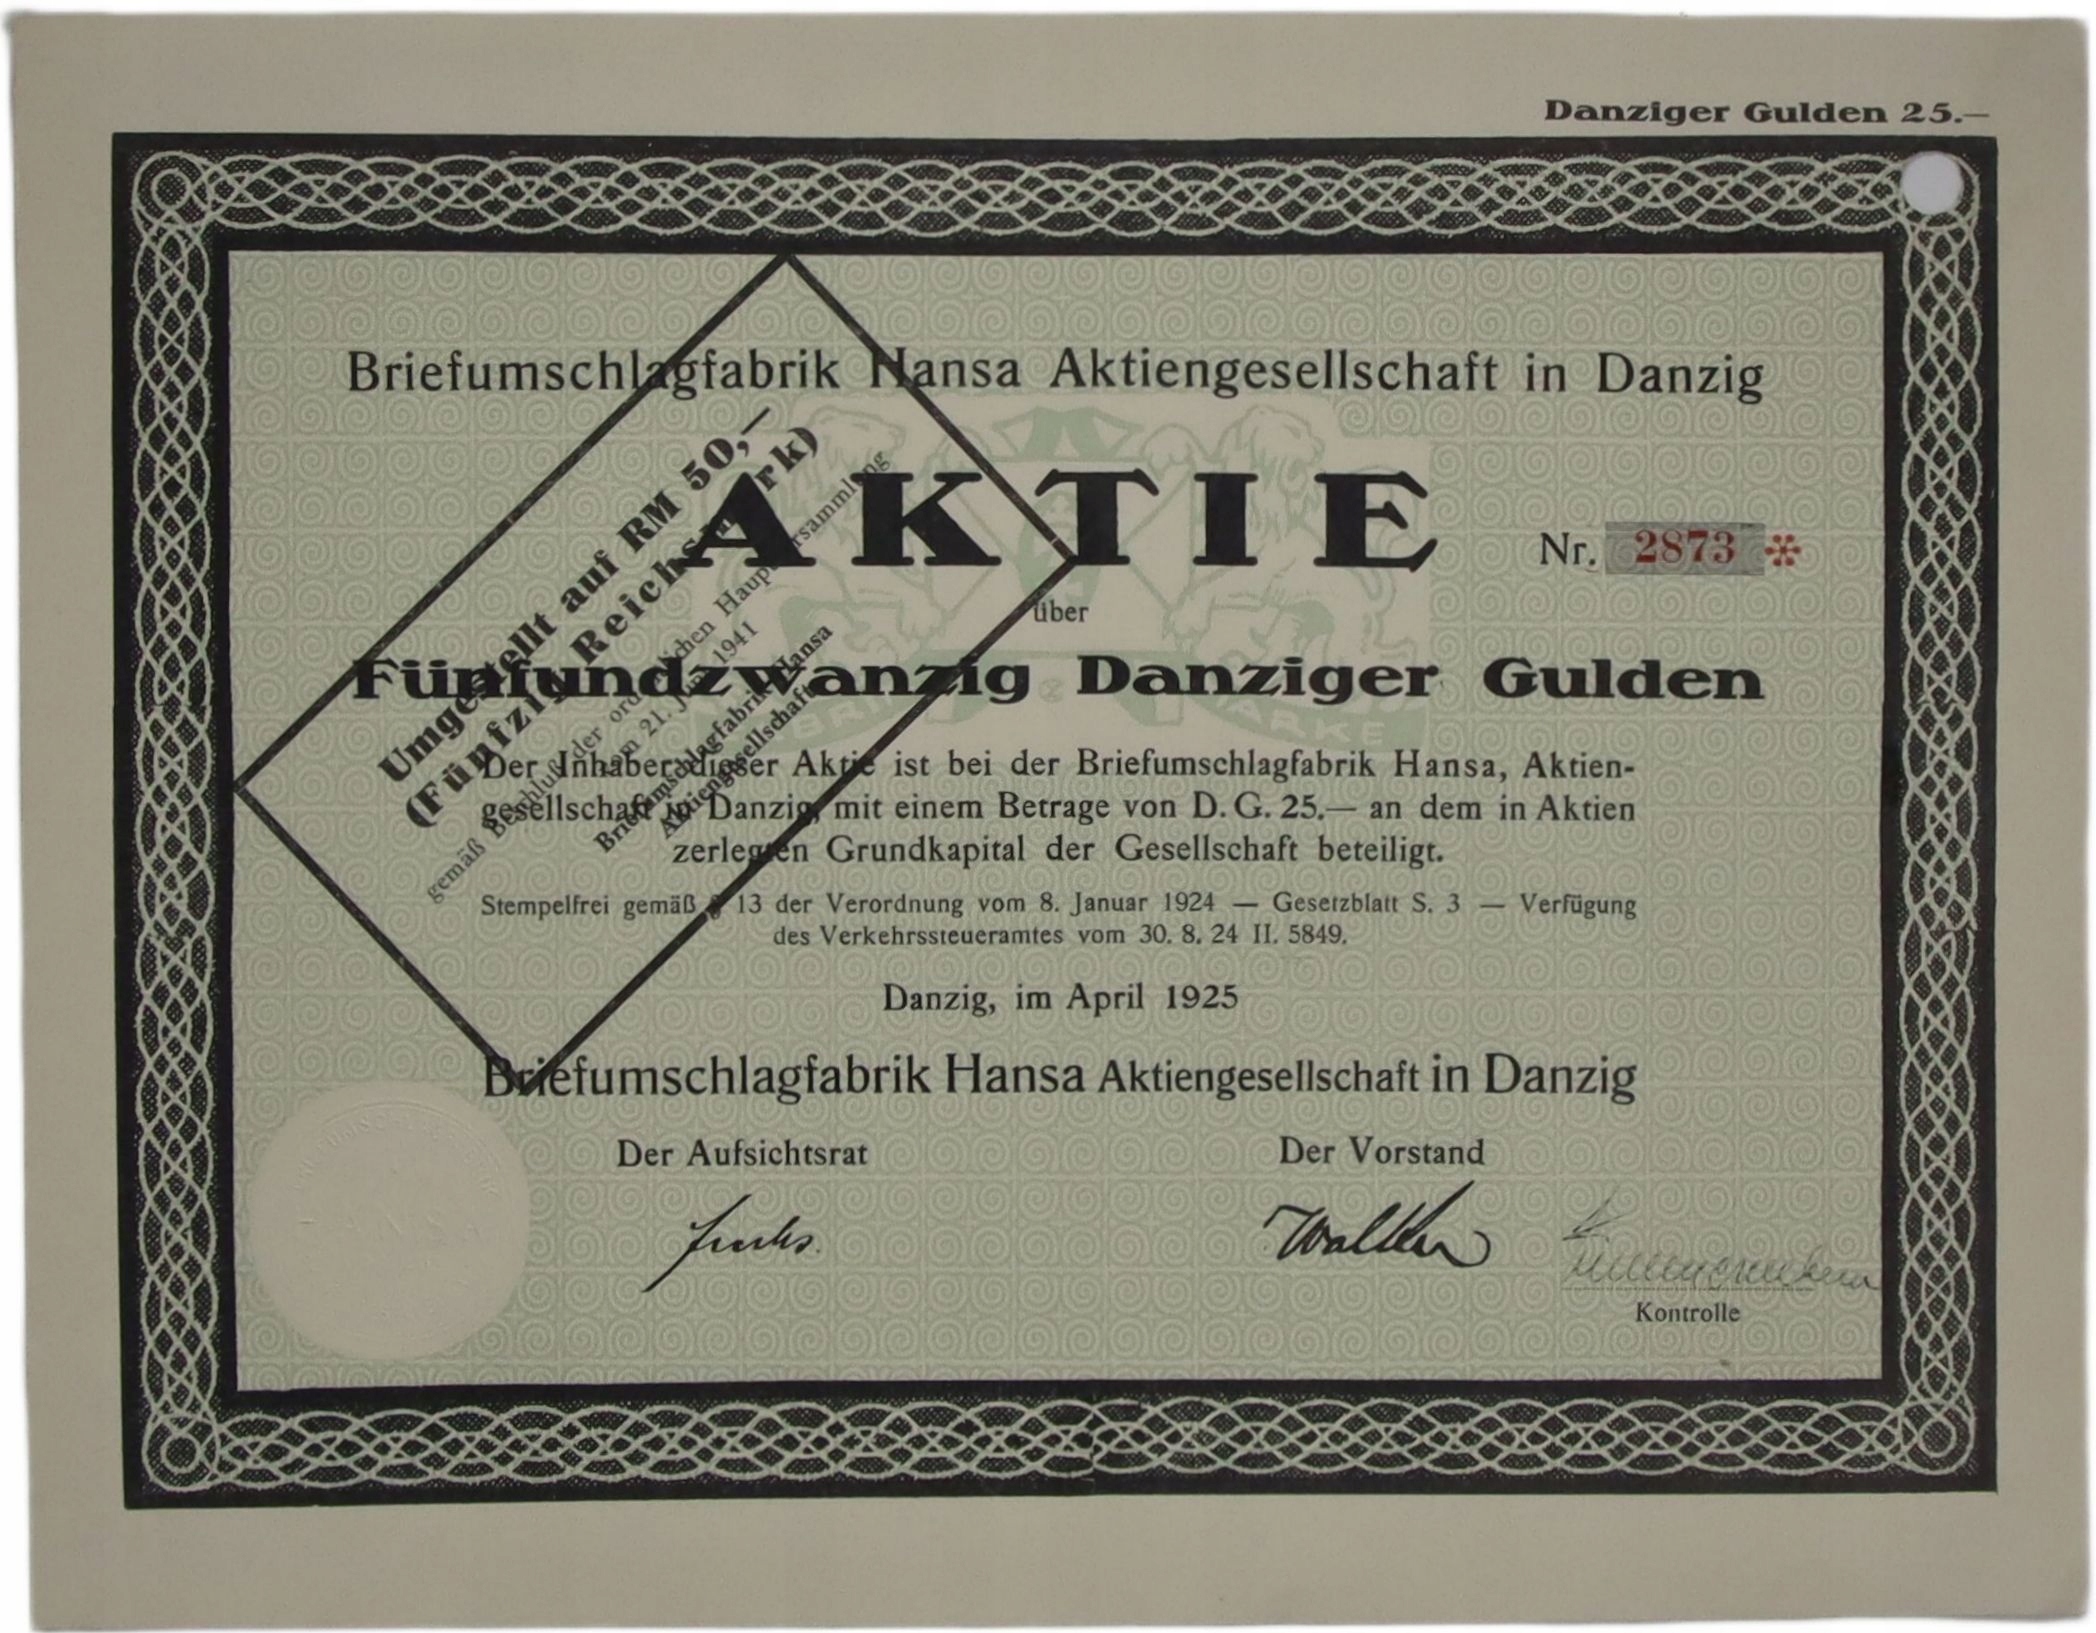 Danziger Gulden 25.—
Briefumschlagfabrik Hansa Aktiengesellschaft in Danzig
AKTIE
Nr. 2873 *
über
Fünfundzwanzig Danziger Gulden
Der Inhaber dieser Aktie ist bei der Briefumschlagfabrik Hansa, Aktien-
gesellschaft in Danzig, mit einem Betrage von D. G. 25.— an dem in Aktien
zerlegten Grundkapital der Gesellschaft beteiligt.
Stempelfrei gemäß § 13 der Verordnung vom 8. Januar 1924 — Gesetzblatt S. 3 — Verfügung
des Verkehrssteueramtes vom 30. 8. 24 II. 5849.
Danzig, im April 1925
Briefumschlagfabrik Hansa Aktiengesellschaft in Danzig
Der Aufsichtsrat
Der Vorstand
Kontrolle
Umgestellt auf RM 50,—
(Fünfzig Reichsmark)
gemäß Beschluß der ordentlichen Hauptversammlung
vom 21. 1941
Briefumschlagfabrik Hansa
Aktiengesellschaft